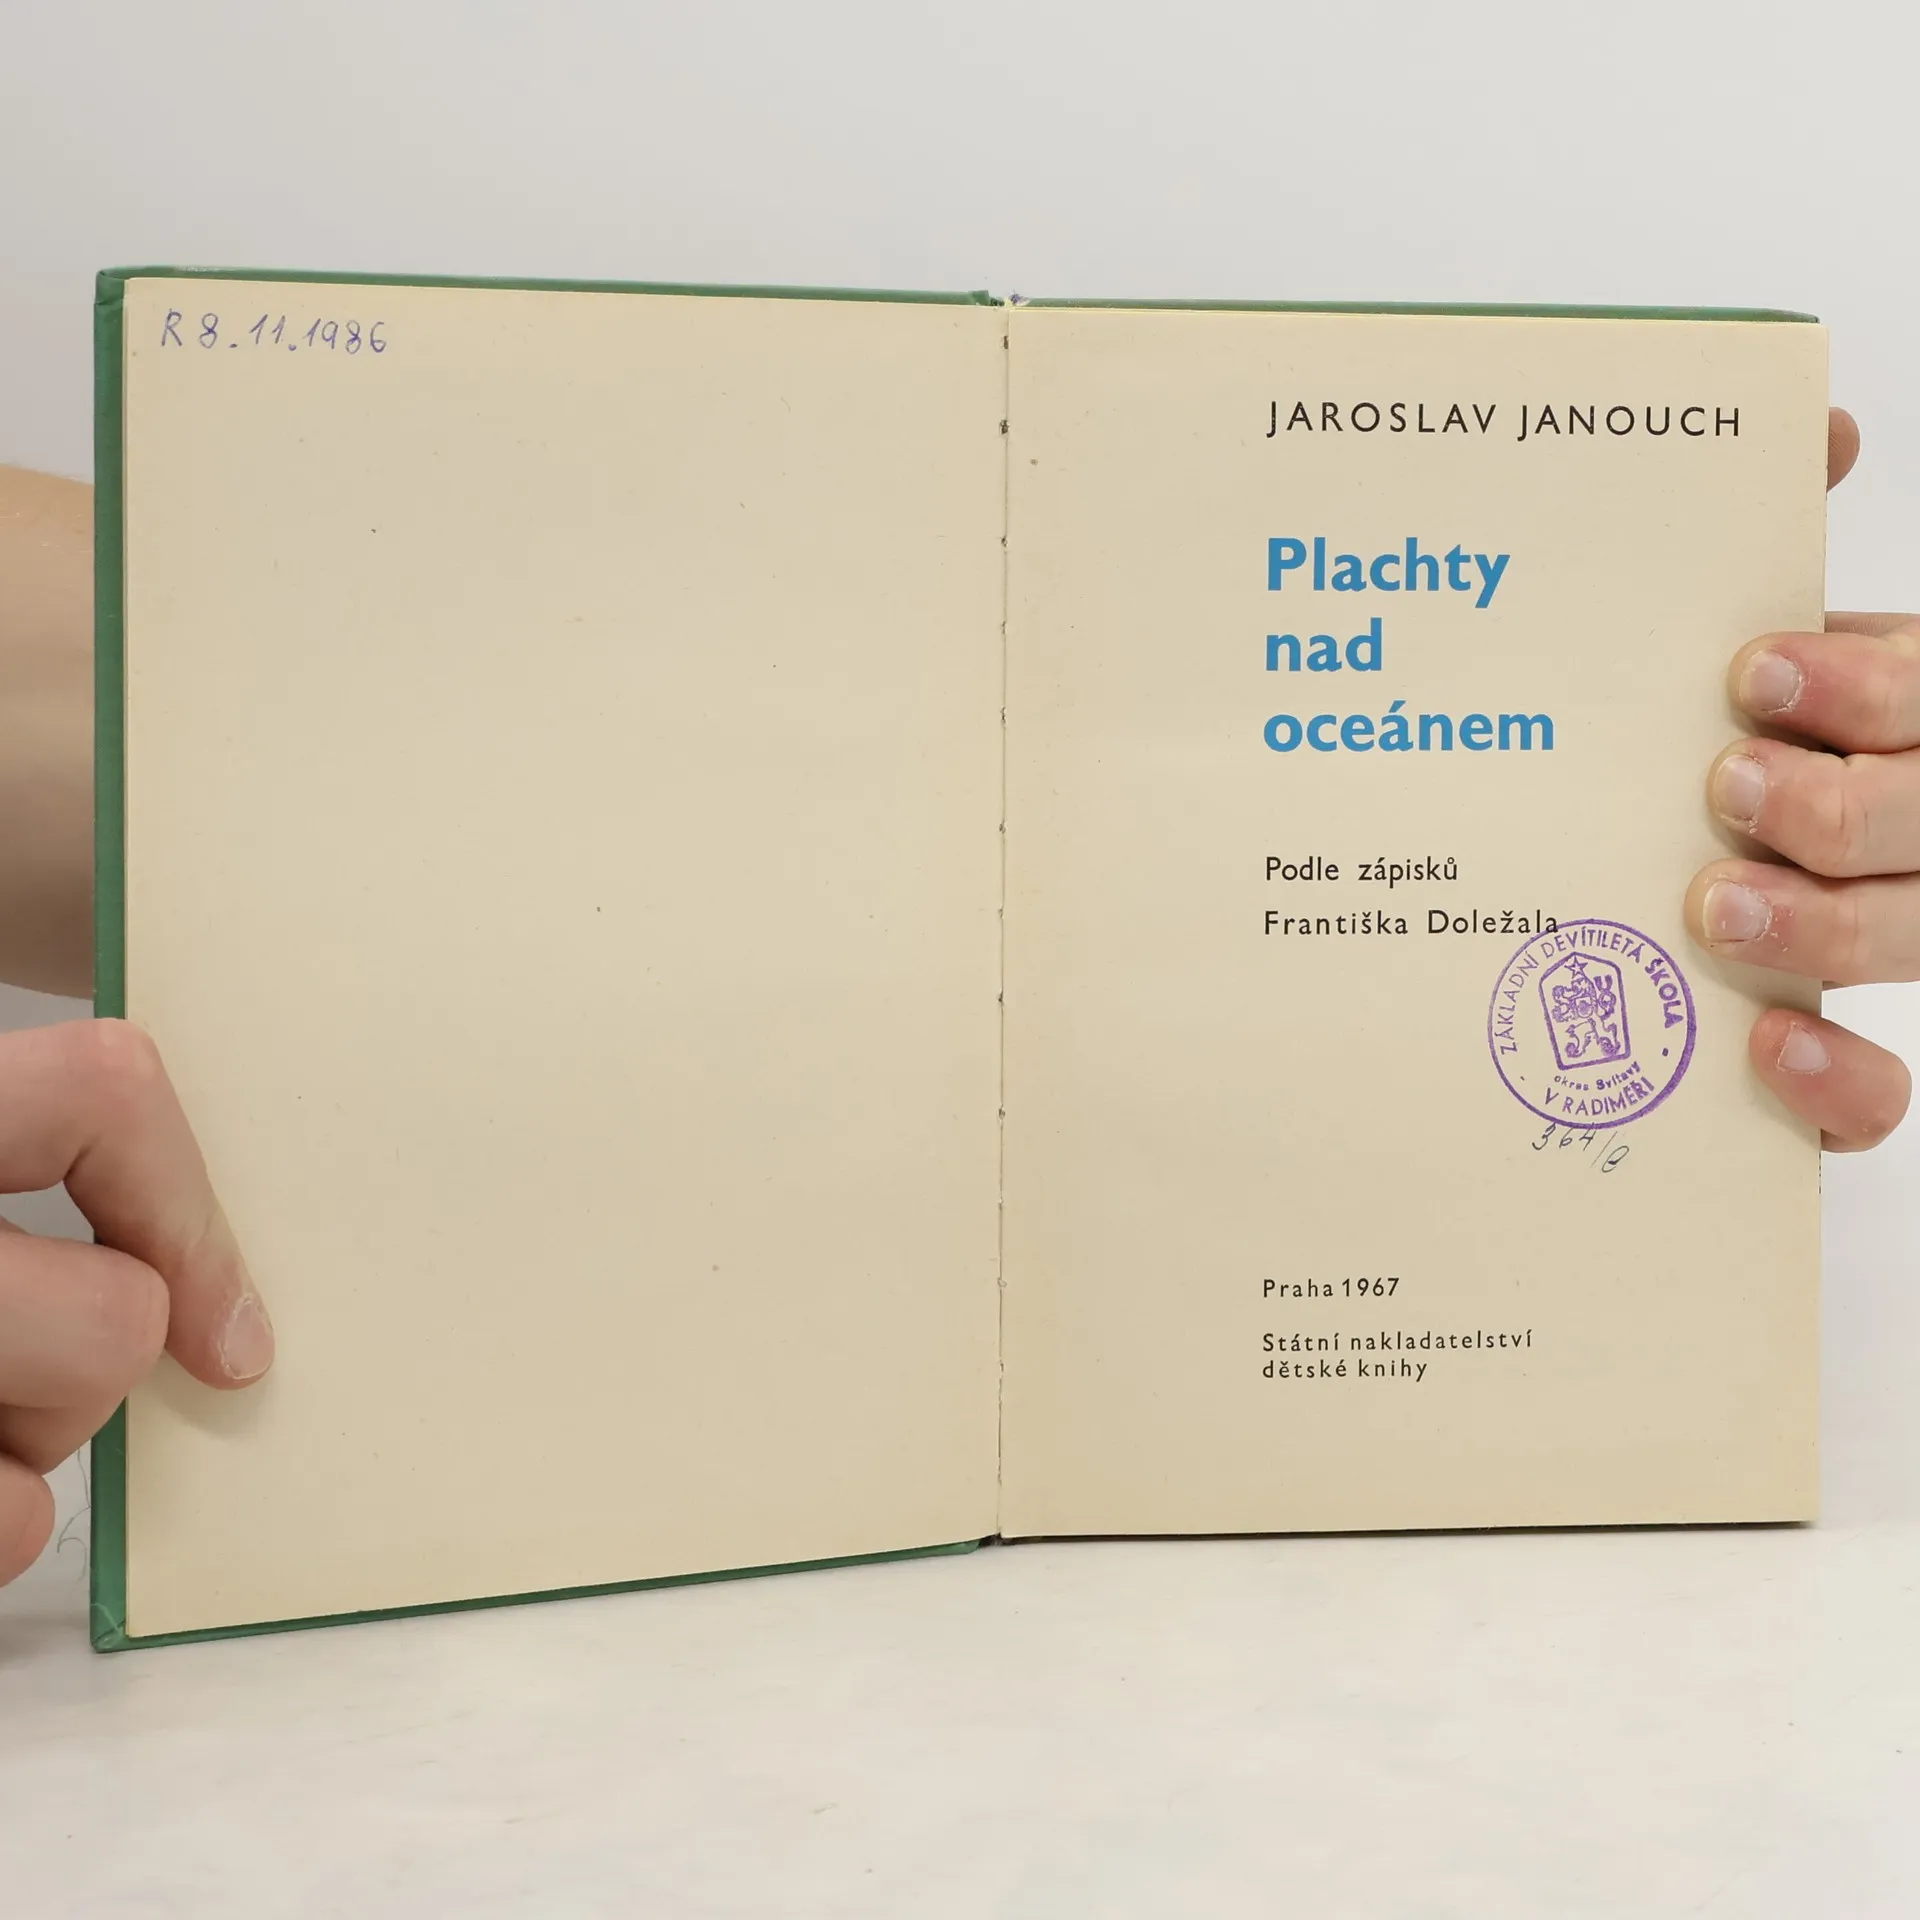 R 8.11.1986
JAROSLAV JANOUCH
Plachty
nad
oceánem
Podle zápisků
Františka Doležala
ZÁKLADNÍ DEVÍTILETÁ ŠKOLA
okres Svitavy
V RADIMĚŘI
364/
Praha 1967
Státní nakladatelství
dětské knihy